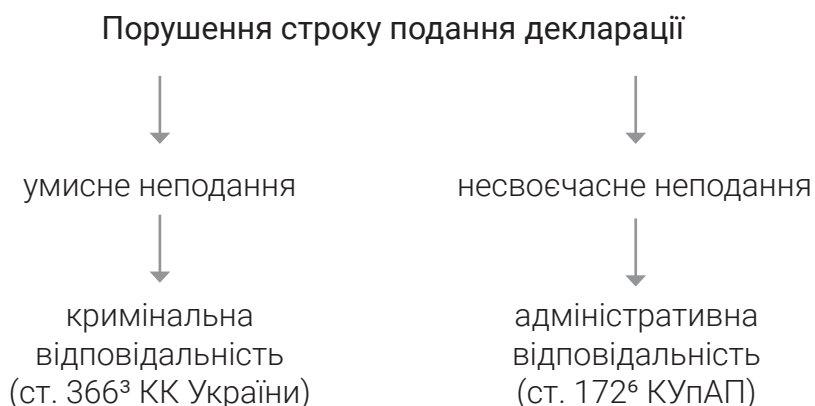 Порушення строку подання декларації
умисне неподання
несвоєчасне неподання
кримінальна
відповідальність
(ст. 366³ КК України)
адміністративна
відповідальність
(ст. 172⁶ КУпАП)